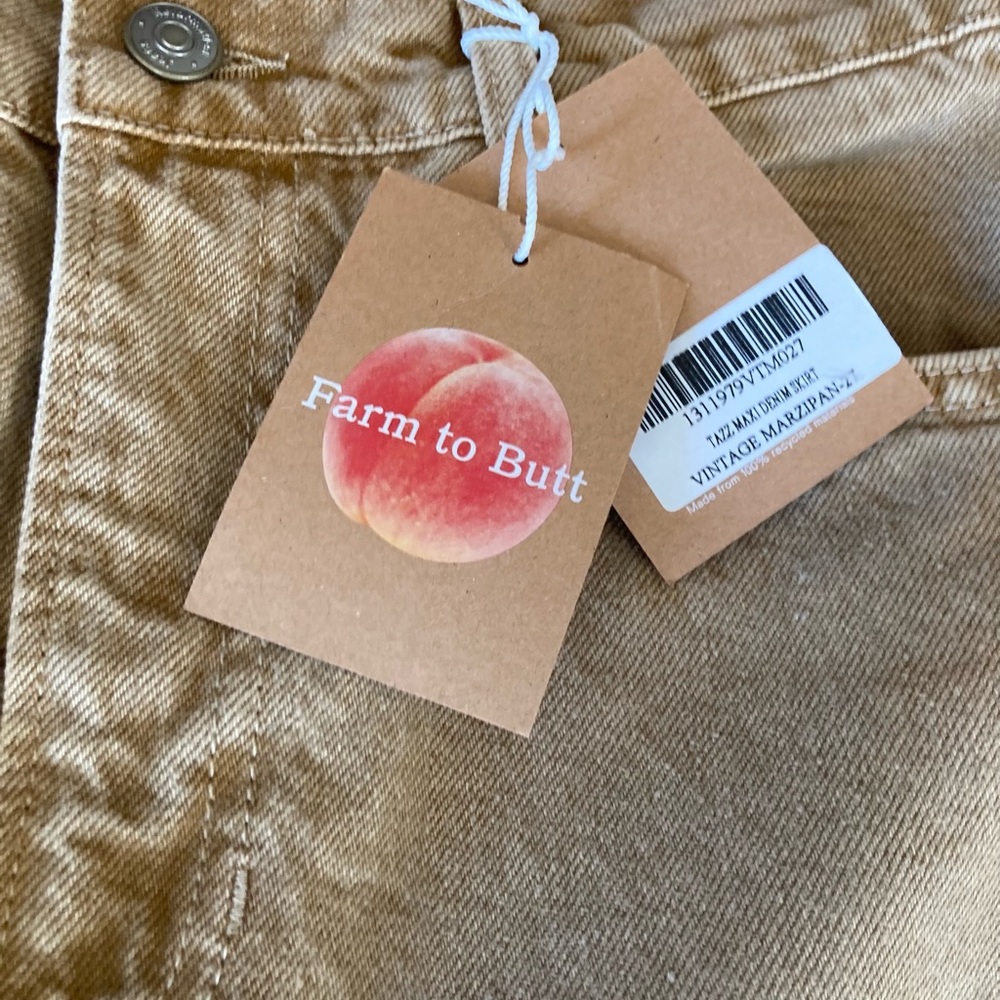 Farm to Butt
1311979VTM027
TAZZ MAXI DENIM SKIRT
VINTAGE MARZIPAN-27
Made from 100% recycled materials